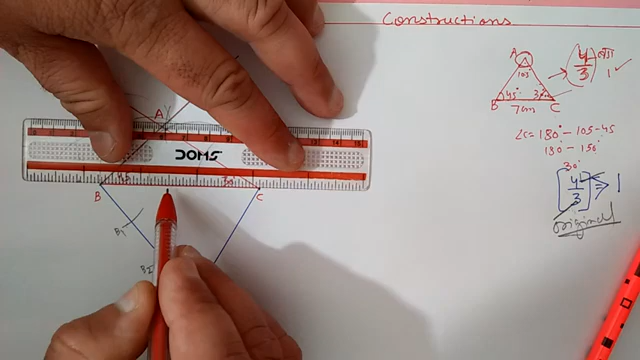 Constructions
A
105°
45° 30°
B C
7cm
4/3
1 ✓
∠C = 180° - 105 - 45
180° - 150°
30°
[4/3] ⇒ 1
original
A
DOMS
45 30°
B C
B1